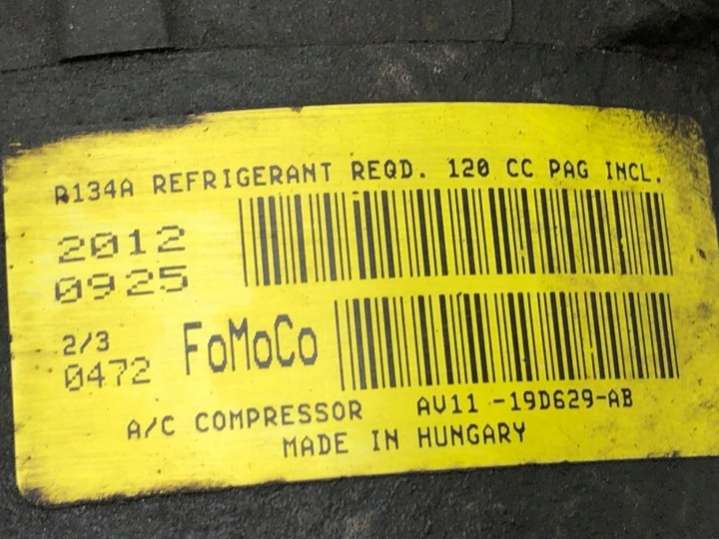 R134A REFRIGERANT REQD. 120 CC PAG INCL.
2012
0925
2/3
0472
FoMoCo
A/C COMPRESSOR AV11-19D629-AB
MADE IN HUNGARY